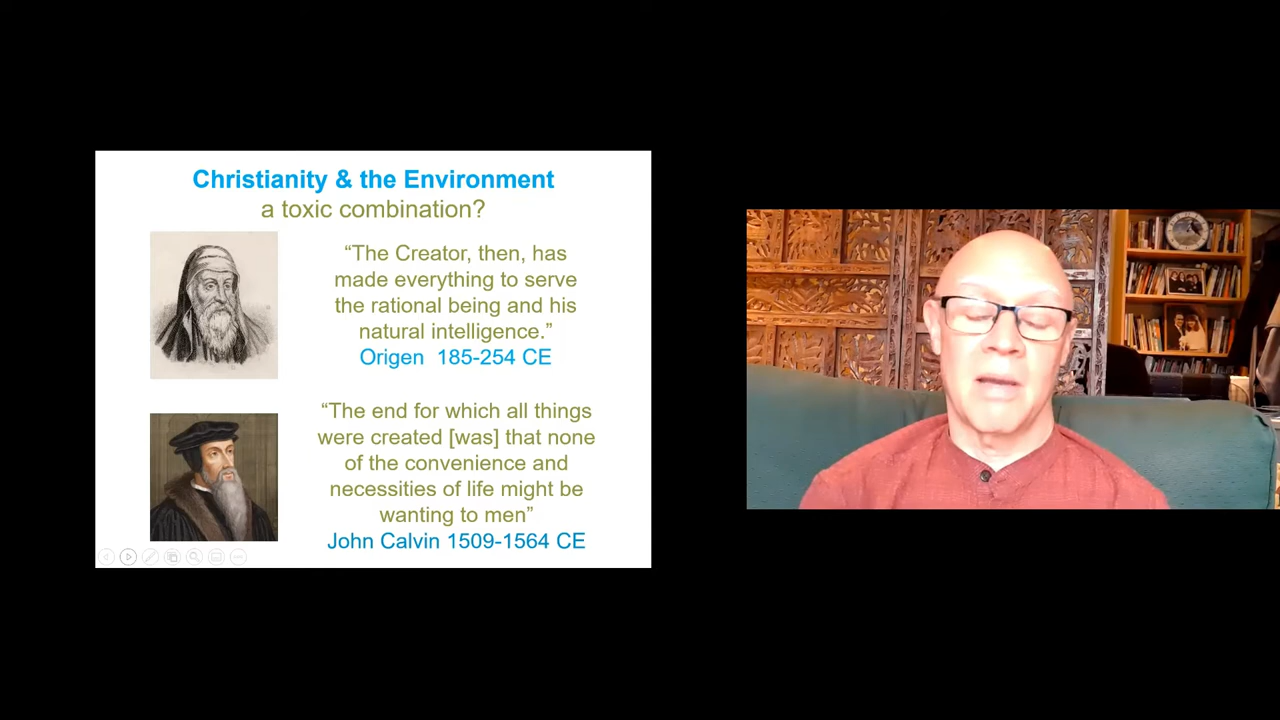 Christianity & the Environment
a toxic combination?
“The Creator, then, has
made everything to serve
the rational being and his
natural intelligence.”
Origen 185-254 CE
“The end for which all things
were created [was] that none
of the convenience and
necessities of life might be
wanting to men”
John Calvin 1509-1564 CE